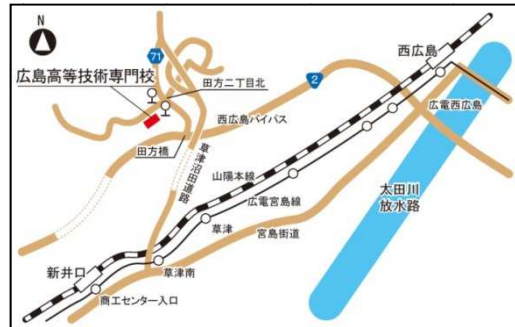 N
71
広島高等技術専門校
田方二丁目北
2
西広島
西広島バイパス
広電西広島
田方橋
草津沼田道路
山陽本線
広電宮島線
太田川
放水路
草津
宮島街道
新井口
草津南
商工センター入口